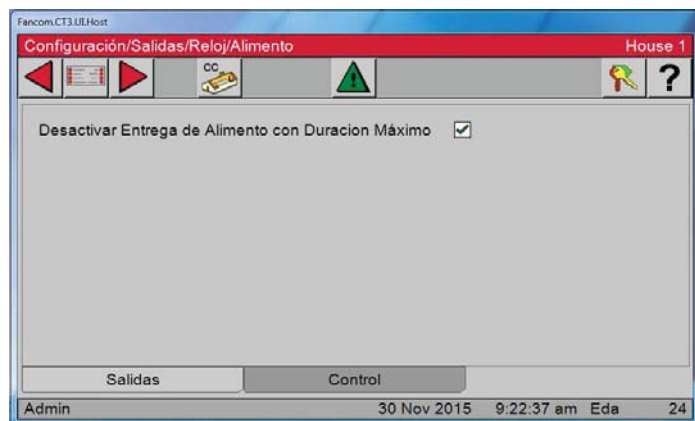 Fancom.CT3.UI.Host
Configuración/Salidas/Reloj/Alimento House 1
CC
?
Desactivar Entrega de Alimento con Duracion Máximo
Salidas Control
Admin 30 Nov 2015 9:22:37 am Eda 24